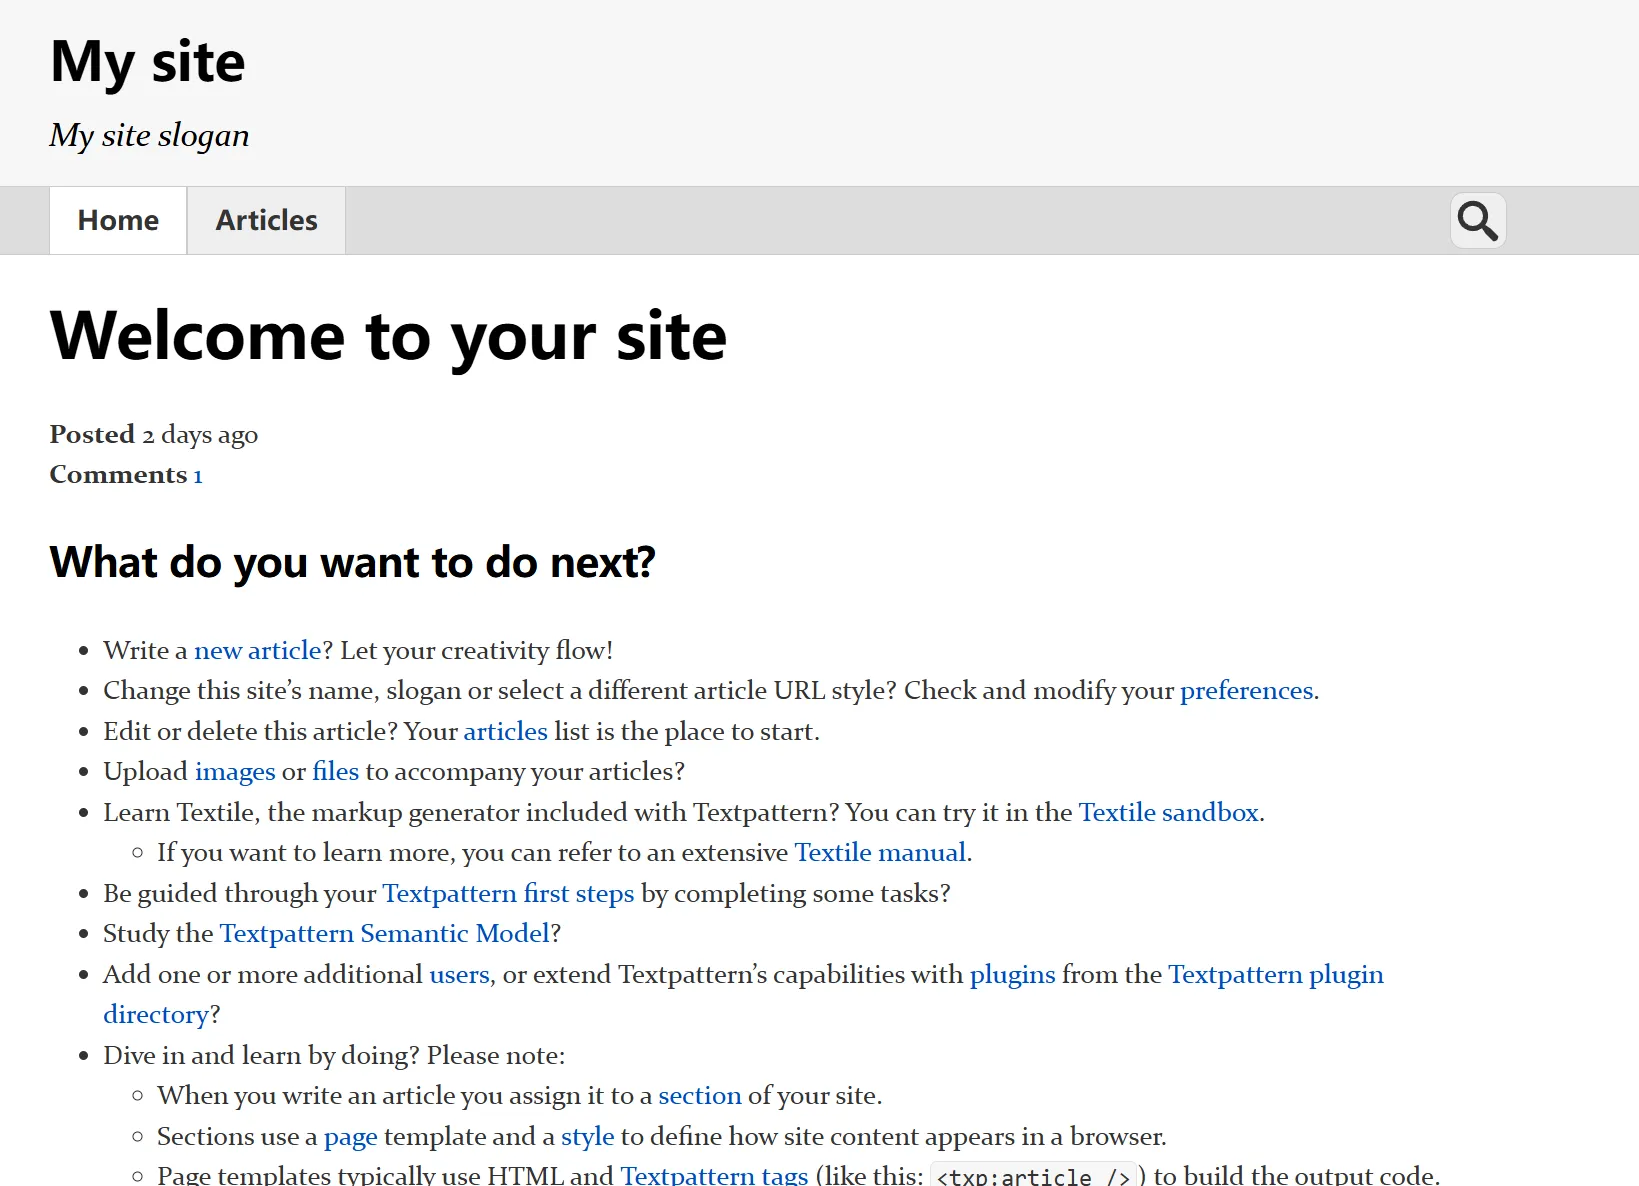 My site
My site slogan
Home
Articles
Welcome to your site
Posted 2 days ago
Comments 1
What do you want to do next?
Write a new article? Let your creativity flow!
Change this site’s name, slogan or select a different article URL style? Check and modify your preferences.
Edit or delete this article? Your articles list is the place to start.
Upload images or files to accompany your articles?
Learn Textile, the markup generator included with Textpattern? You can try it in the Textile sandbox.
If you want to learn more, you can refer to an extensive Textile manual.
Be guided through your Textpattern first steps by completing some tasks?
Study the Textpattern Semantic Model?
Add one or more additional users, or extend Textpattern’s capabilities with plugins from the Textpattern plugin
directory?
Dive in and learn by doing? Please note:
When you write an article you assign it to a section of your site.
Sections use a page template and a style to define how site content appears in a browser.
Page templates typically use HTML and Textpattern tags (like this: <txp:article />) to build the output code.